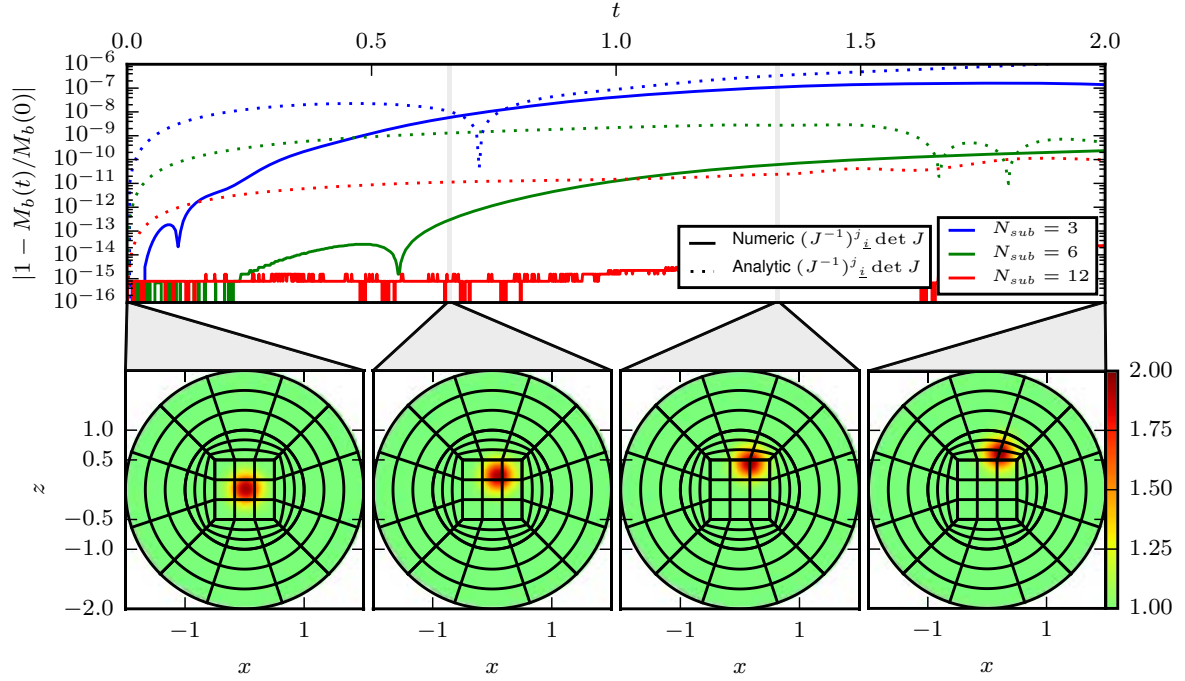 t
0.0 0.5 1.0 1.5 2.0
|1 − M_b(t)/M_b(0)|
10^−6
10^−7
10^−8
10^−9
10^−10
10^−11
10^−12
10^−13
10^−14
10^−15
10^−16
Numeric (J^−1)^j_i det J
Analytic (J^−1)^j_i det J
N_sub = 3
N_sub = 6
N_sub = 12
z
1.0
0.5
−0.5
−1.0
−2.0
2.00
1.75
1.50
1.25
1.00
−1 1 −1 1 −1 1 −1 1
x x x x